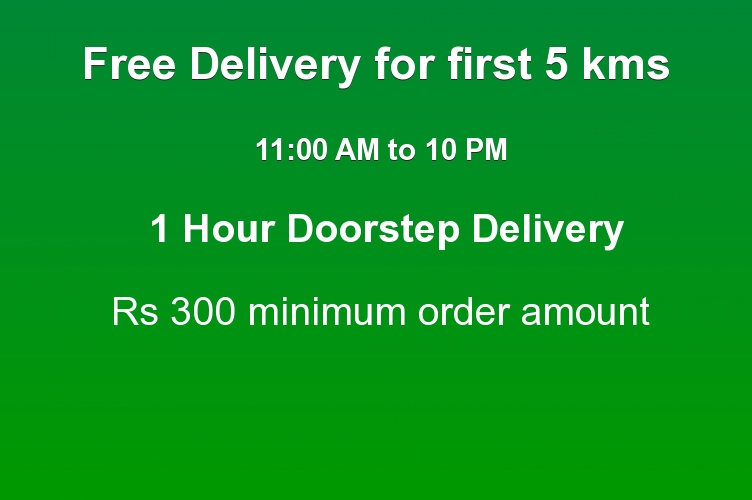 Free Delivery for first 5 kms
11:00 AM to 10 PM
1 Hour Doorstep Delivery
Rs 300 minimum order amount